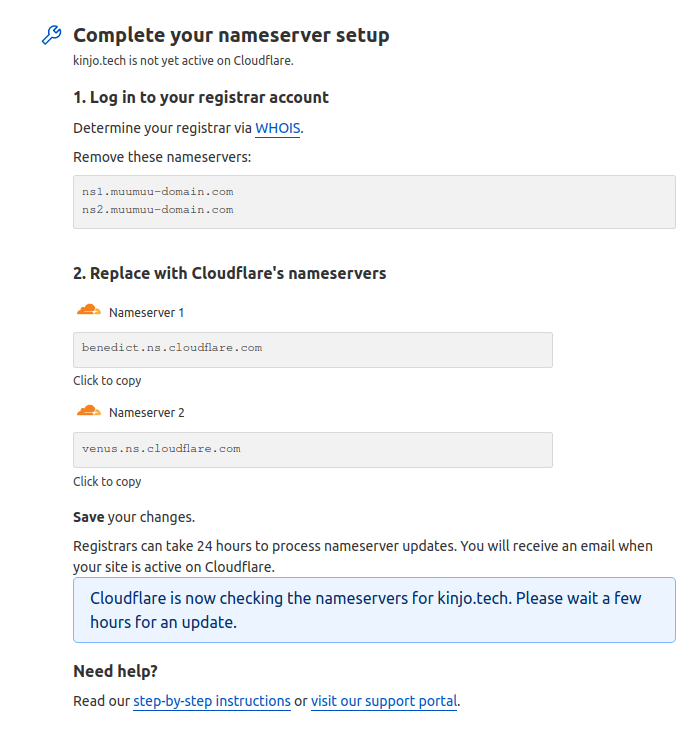 Complete your nameserver setup
kinjo.tech is not yet active on Cloudflare.
1. Log in to your registrar account
Determine your registrar via WHOIS.
Remove these nameservers:
ns1.muumuu-domain.com
ns2.muumuu-domain.com
2. Replace with Cloudflare's nameservers
Nameserver 1
benedict.ns.cloudflare.com
Click to copy
Nameserver 2
venus.ns.cloudflare.com
Click to copy
Save your changes.
Registrars can take 24 hours to process nameserver updates. You will receive an email when
your site is active on Cloudflare.
Cloudflare is now checking the nameservers for kinjo.tech. Please wait a few
hours for an update.
Need help?
Read our step-by-step instructions or visit our support portal.